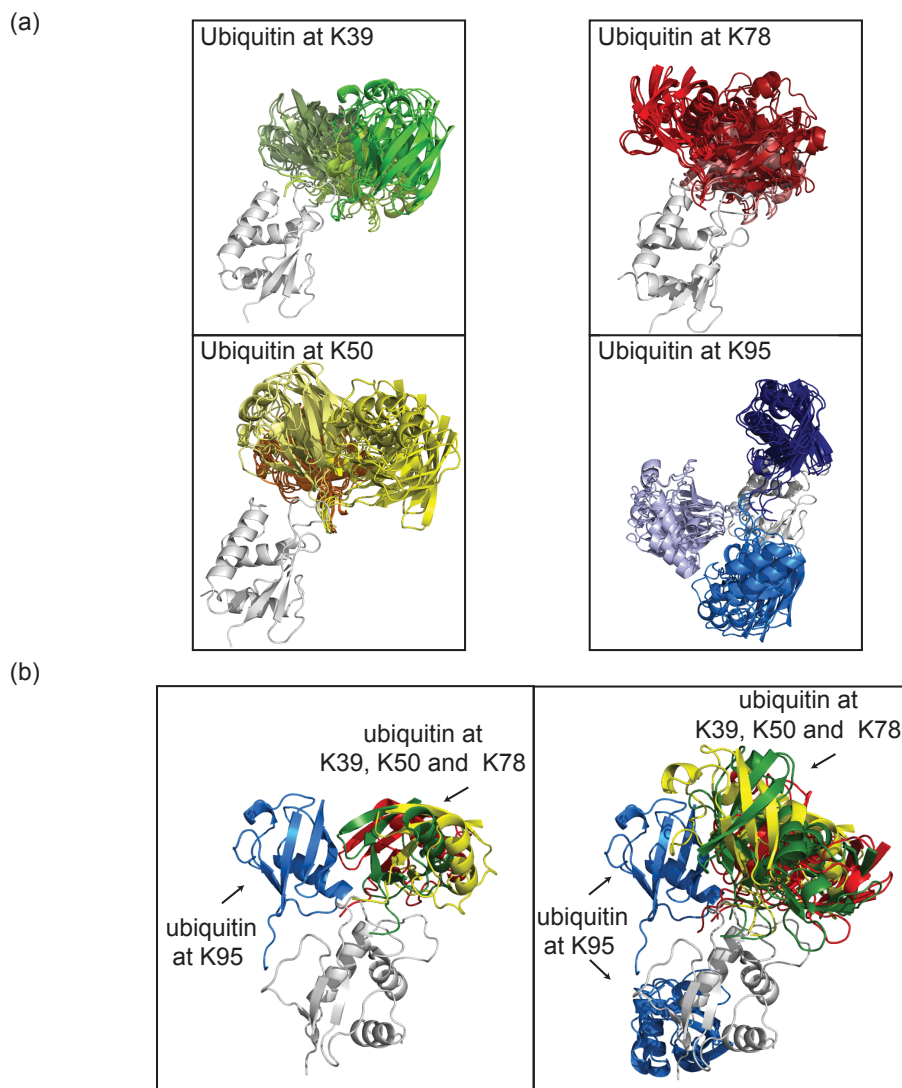 (a)
Ubiquitin at K39
Ubiquitin at K78
Ubiquitin at K50
Ubiquitin at K95
(b)
ubiquitin at
K39, K50 and K78
ubiquitin
at K95
ubiquitin at
K39, K50 and K78
ubiquitin
at K95